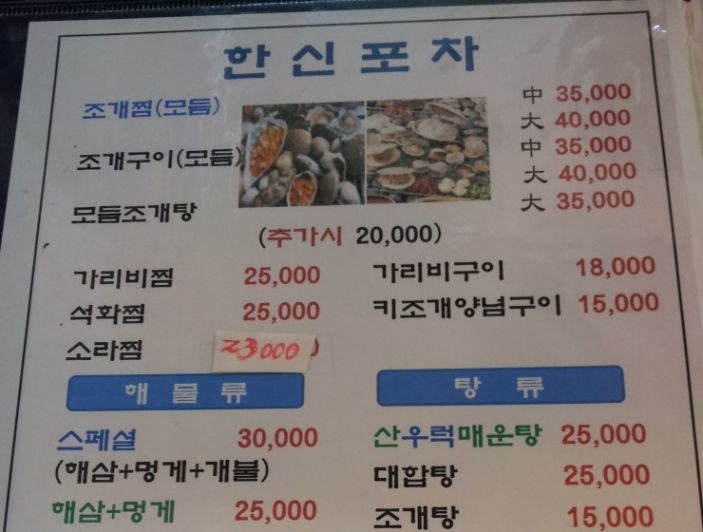 한신포차
조개찜(모듬) 中 35,000
大 40,000
조개구이(모듬) 中 35,000
大 40,000
모듬조개탕 大 35,000
(추가시 20,000)
가리비찜 25,000 가리비구이 18,000
석화찜 25,000 키조개양념구이 15,000
소라찜 23000
해물류 탕류
스페셜 30,000 산우럭매운탕 25,000
(해삼+멍게+개불) 대합탕 25,000
해삼+멍게 25,000 조개탕 15,000